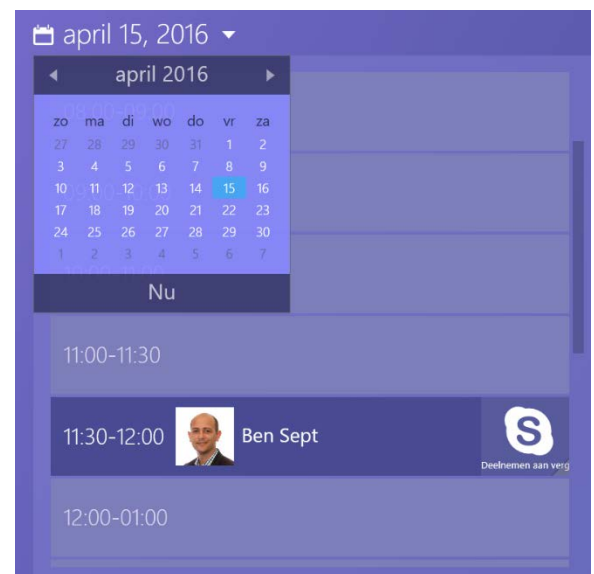 april 15, 2016
april 2016
zo ma di wo do vr za
27 28 29 30 31 1 2
3 4 5 6 7 8 9
10 11 12 13 14 15 16
17 18 19 20 21 22 23
24 25 26 27 28 29 30
1 2 3 4 5 6 7
Nu
11:00-11:30
11:30-12:00 Ben Sept
S
Deelnemen aan verg
12:00-01:00